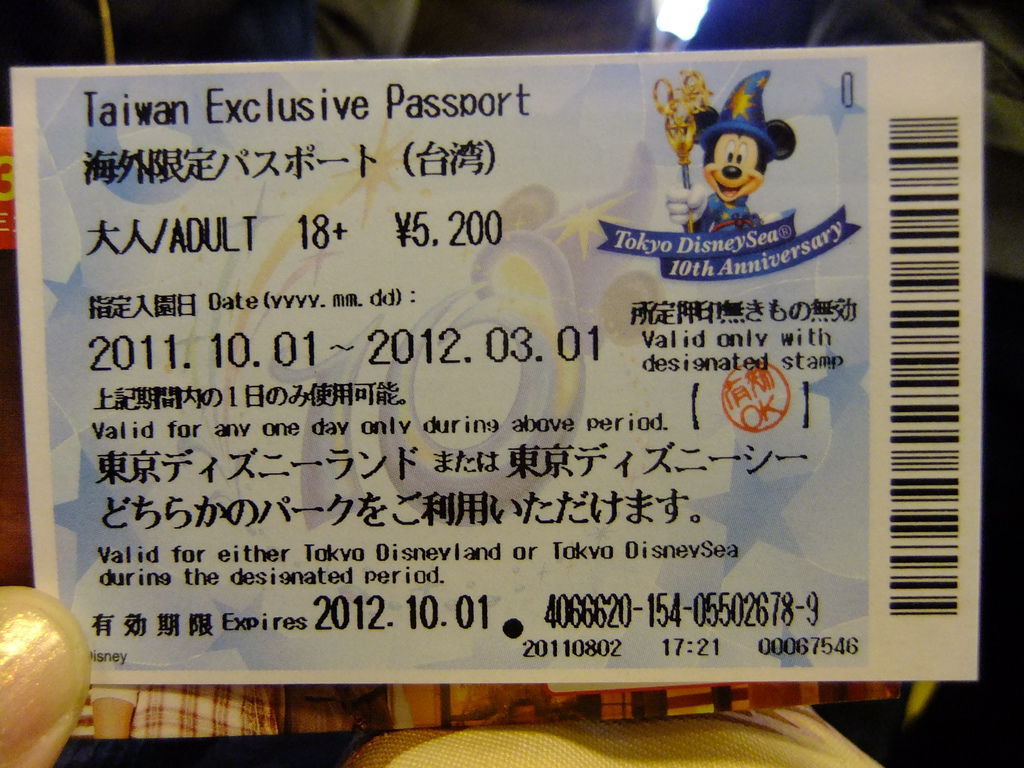 Taiwan Exclusive Passport
海外限定パスポート (台湾)
大人/ADULT 18+ ¥5,200
Tokyo DisneySea®
10th Anniversary
指定入園日 Date(yyyy.mm.dd):
2011.10.01~2012.03.01
所定押印無きもの無効
Valid only with
designated stamp
[有効 OK]
上記期間内の1日のみ使用可能。
Valid for any one day only during above period.
東京ディズニーランド または 東京ディズニーシー
どちらかのパークをご利用いただけます。
Valid for either Tokyo Disneyland or Tokyo DisneySea
during the designated period.
有効期限 Expires 2012.10.01 ● 4066620-154-05502678-9
20110802 17:21 00067546
Disney
0
3